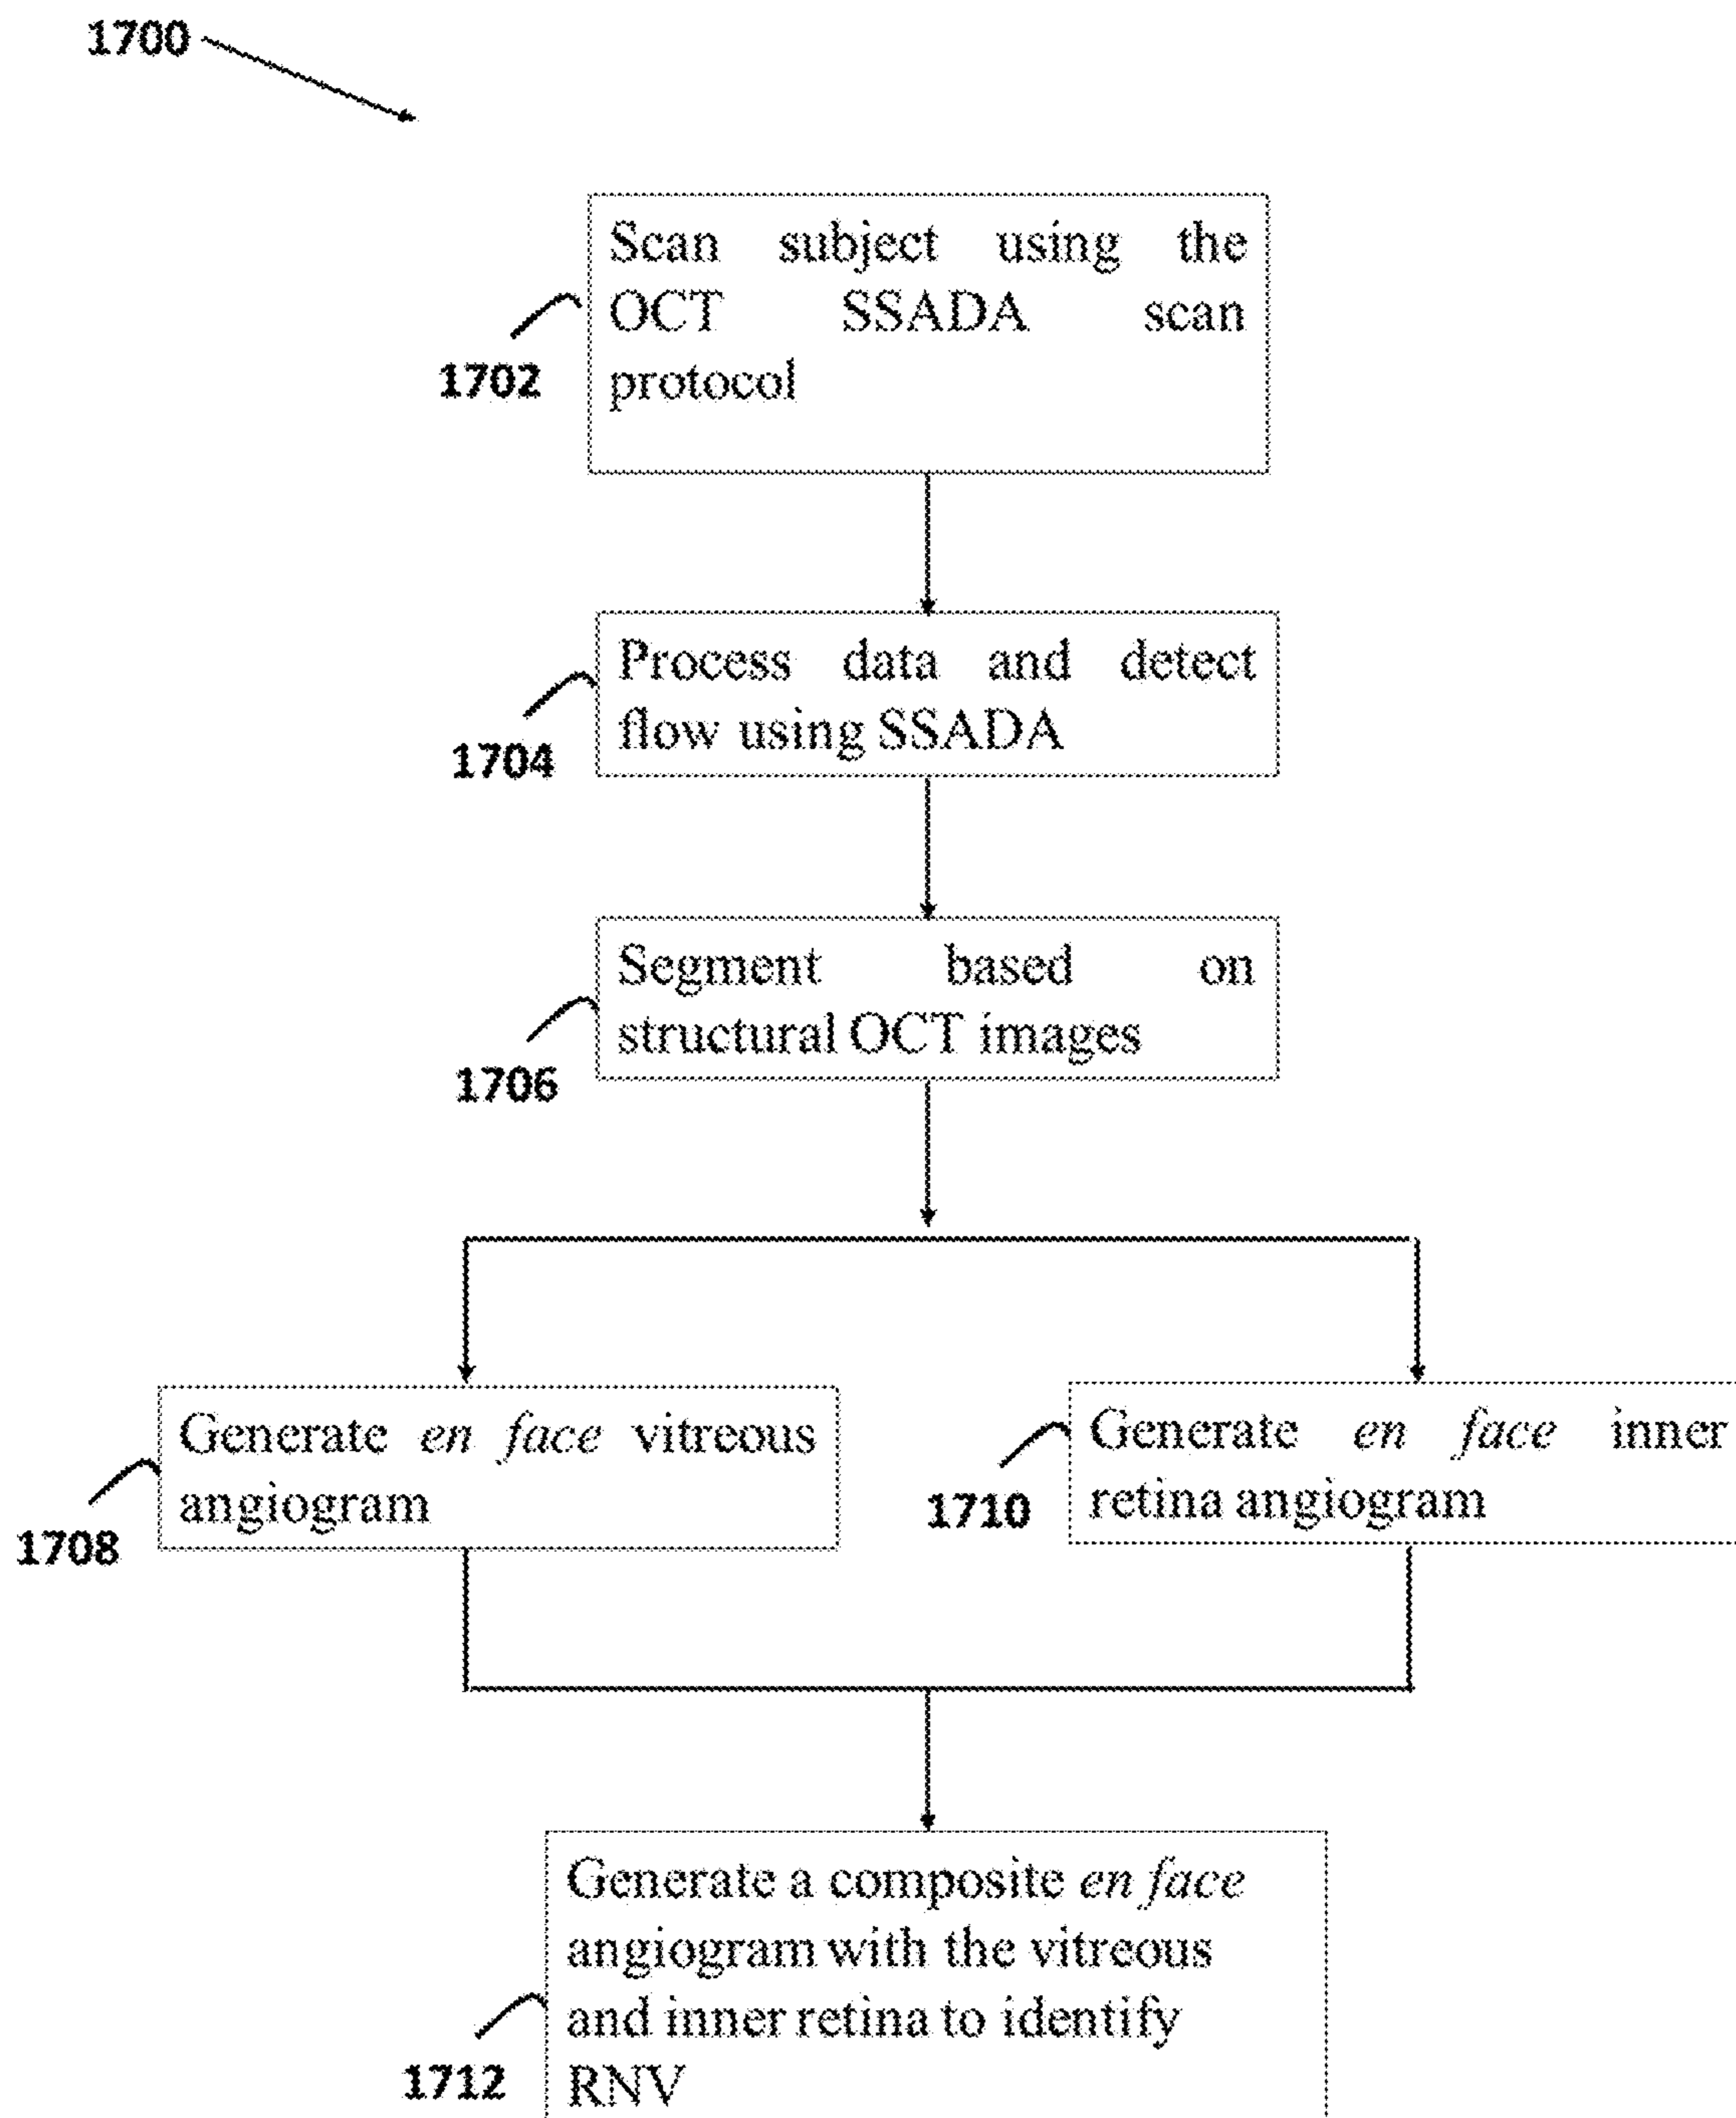 1700
Scan subject using the
OCT SSADA scan
protocol
1702
Process data and detect
flow using SSADA
1704
Segment based on
structural OCT images
1706
Generate en face vitreous
angiogram
1708
Generate en face inner
retina angiogram
1710
Generate a composite en face
angiogram with the vitreous
and inner retina to identify
RNV
1712